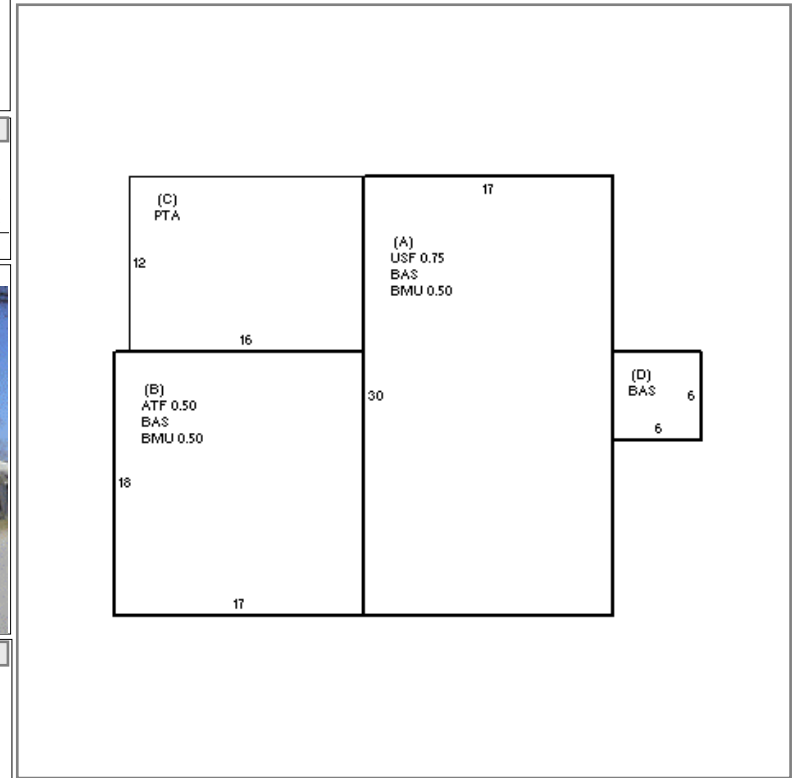 (C)
PTA
12
16
17
(A)
USF 0.75
BAS
BMU 0.50
30
(B)
ATF 0.50
BAS
BMU 0.50
18
17
(D)
BAS
6
6